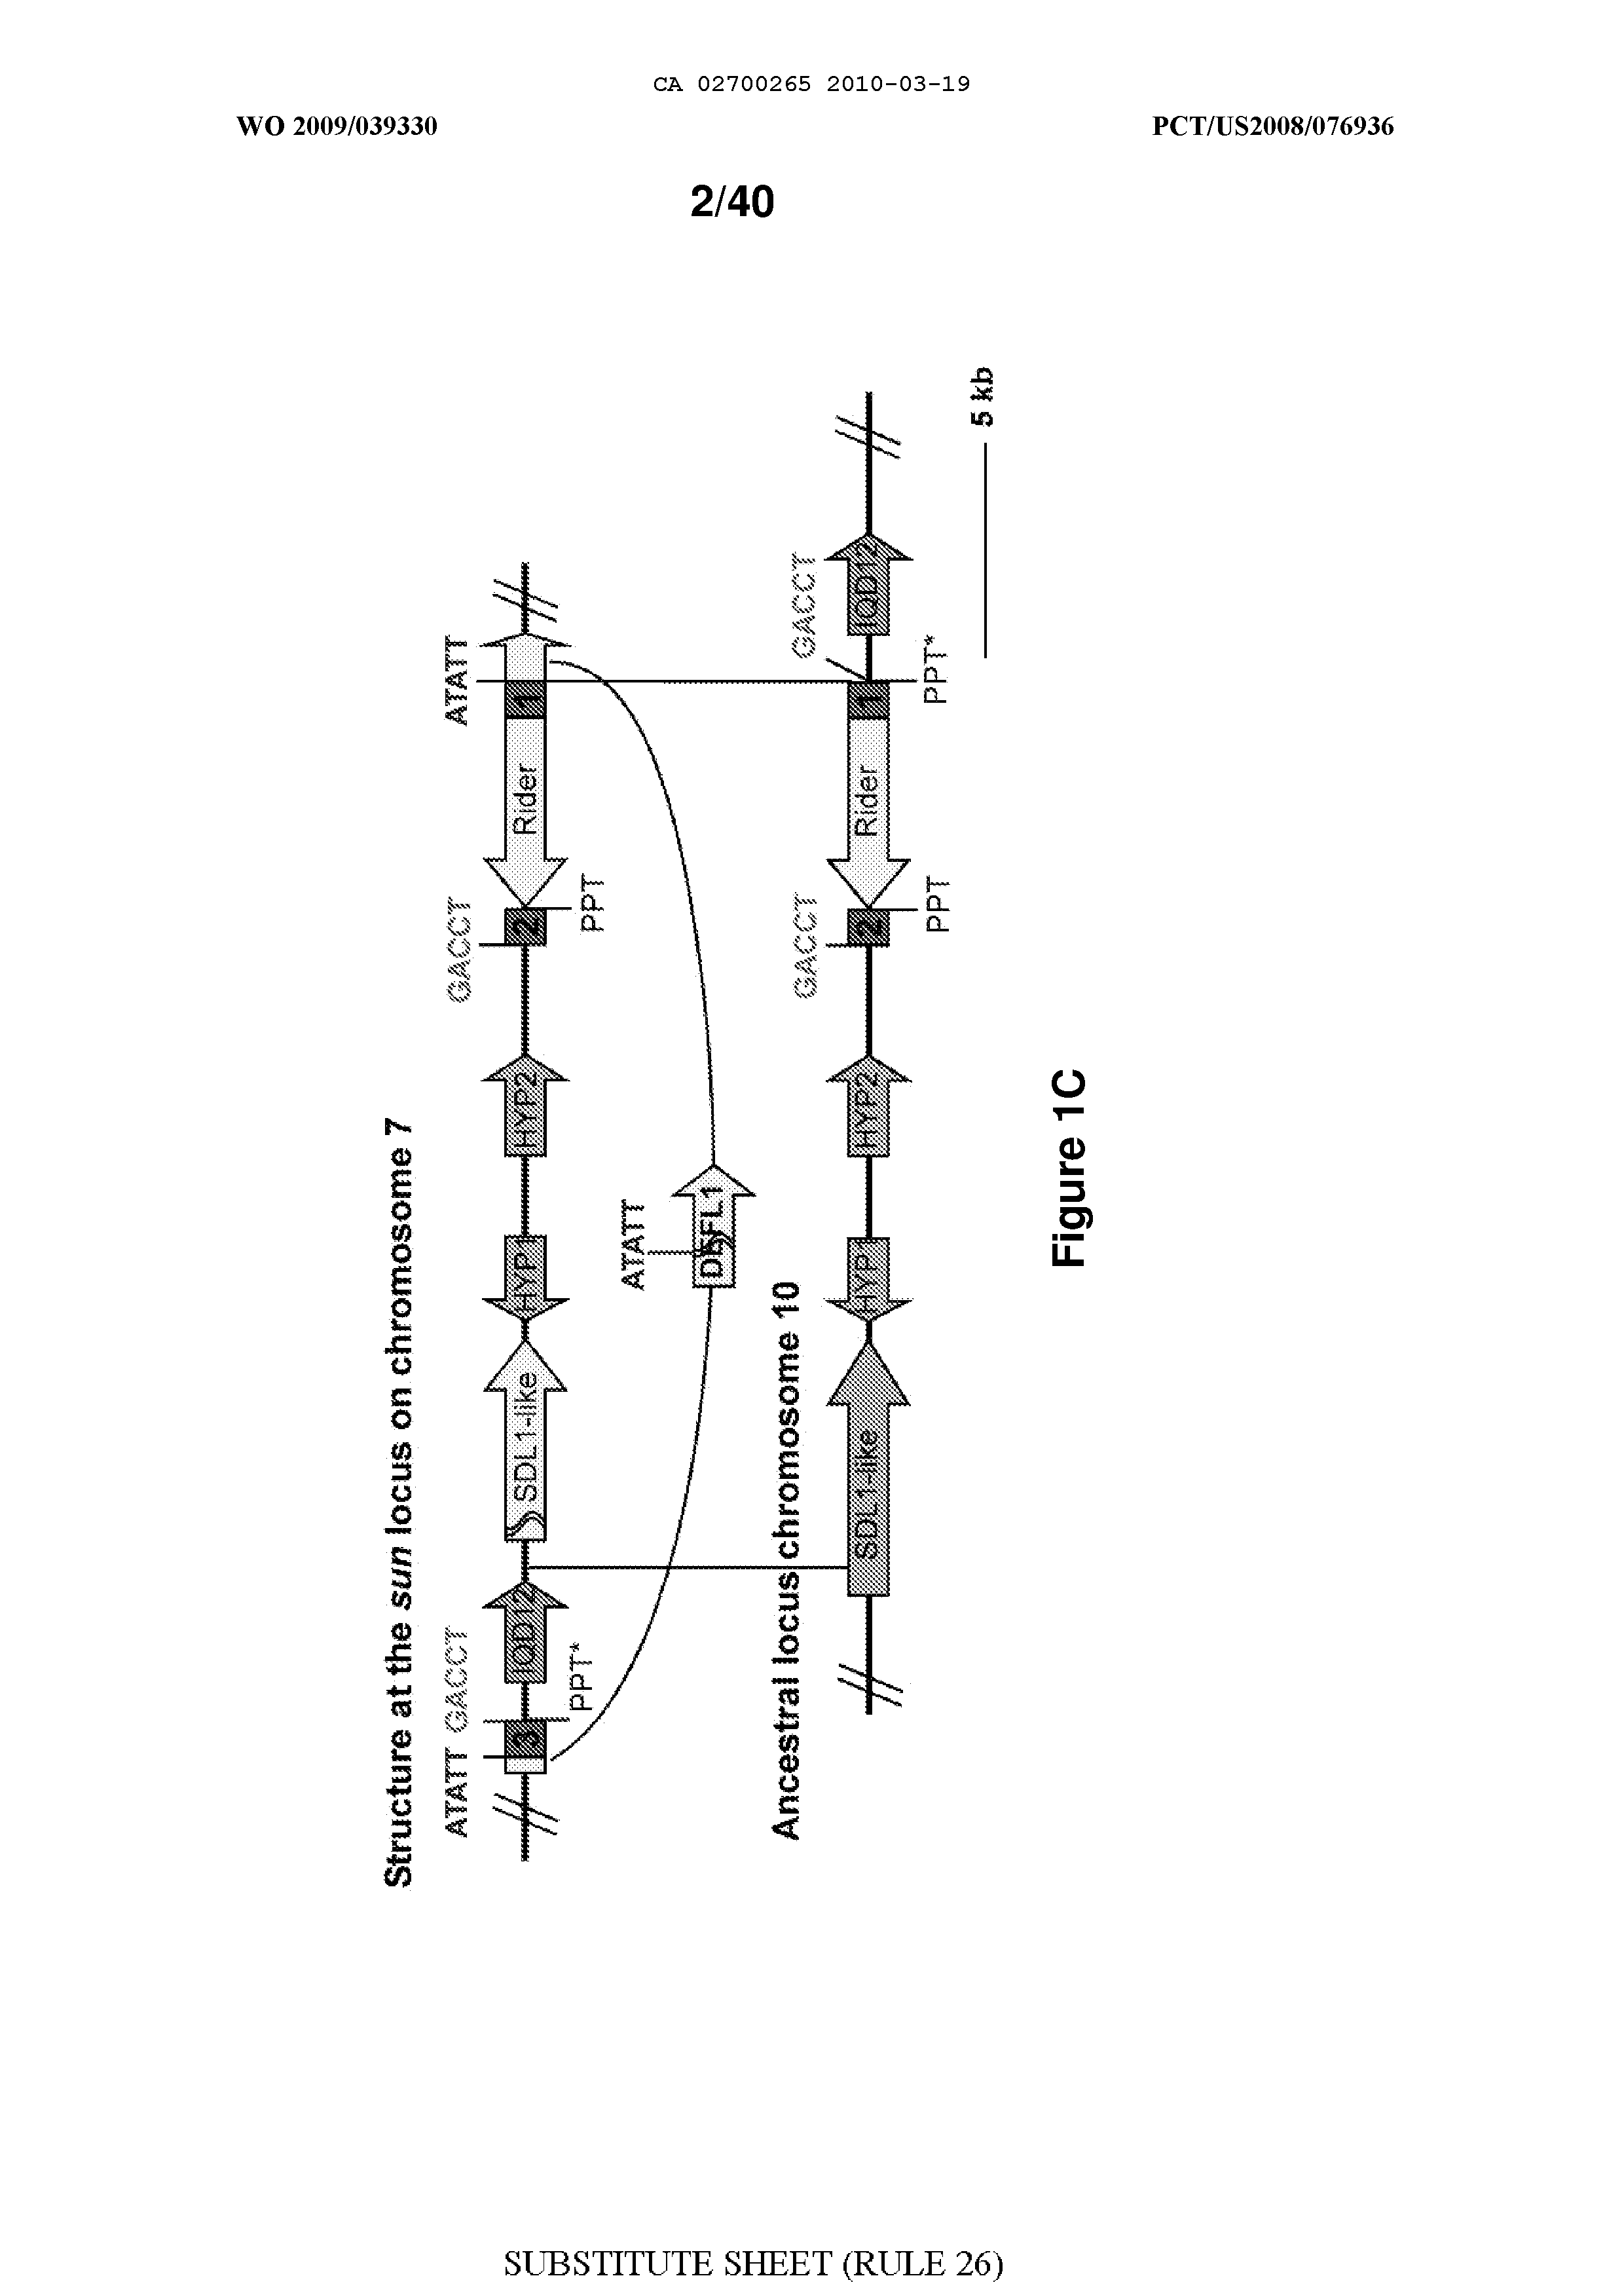 CA 02700265 2010-03-19
WO 2009/039330 PCT/US2008/076936
2/40
Structure at the sun locus on chromosome 7
ATATT GACCT GACCT ATATT
3 IQD12 SDL1-like HYP1 HYP2 2 Rider 1
PPT* PPT
ATATT
DEFL1
Ancestral locus chromosome 10
GACCT GACCT
SDL1-like HYP1 HYP2 2 Rider 1 IQD12
PPT PPT*
5 kb
Figure 1C
SUBSTITUTE SHEET (RULE 26)